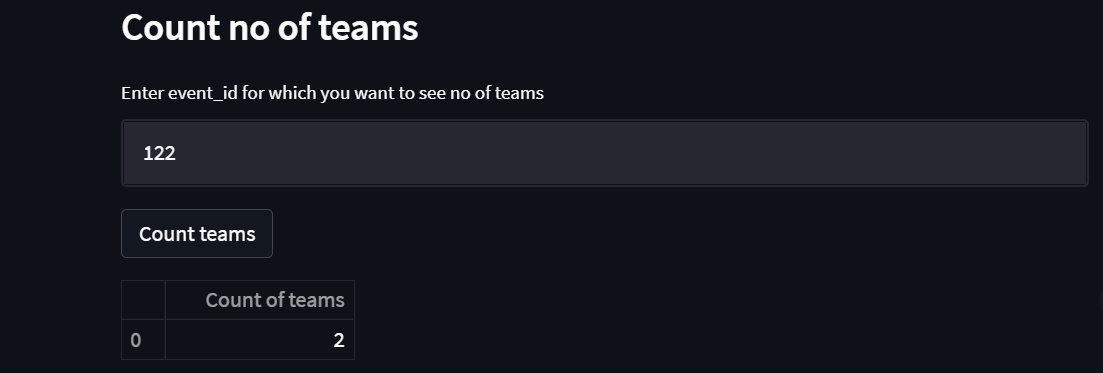 Count no of teams
Enter event_id for which you want to see no of teams
122
Count teams
Count of teams
0 2